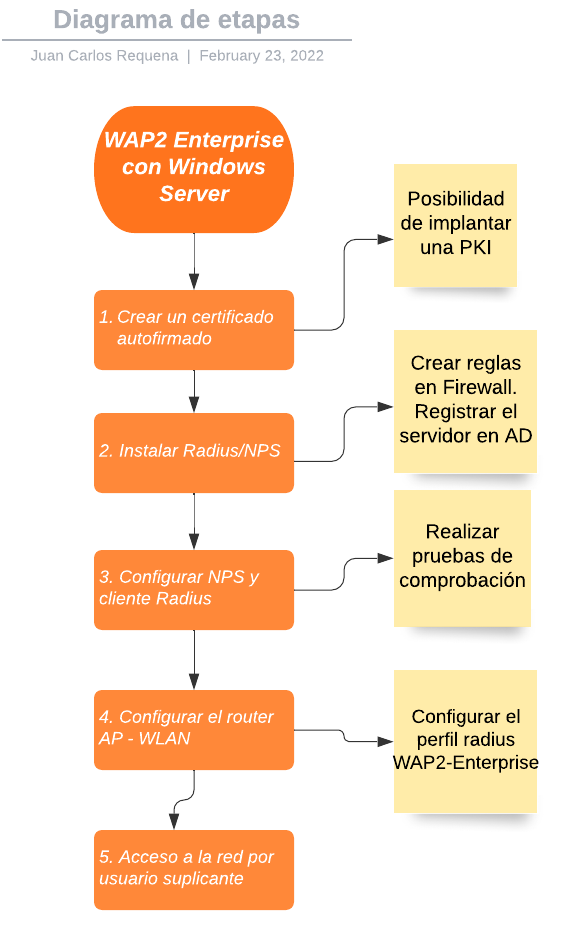 Diagrama de etapas
Juan Carlos Requena | February 23, 2022
WAP2 Enterprise
con Windows
Server
Posibilidad
de implantar
una PKI
1. Crear un certificado
autofirmado
Crear reglas
en Firewall.
Registrar el
servidor en AD
2. Instalar Radius/NPS
Realizar
pruebas de
comprobación
3. Configurar NPS y
cliente Radius
4. Configurar el router
AP - WLAN
Configurar el
perfil radius
WAP2-Enterprise
5. Acceso a la red por
usuario suplicante